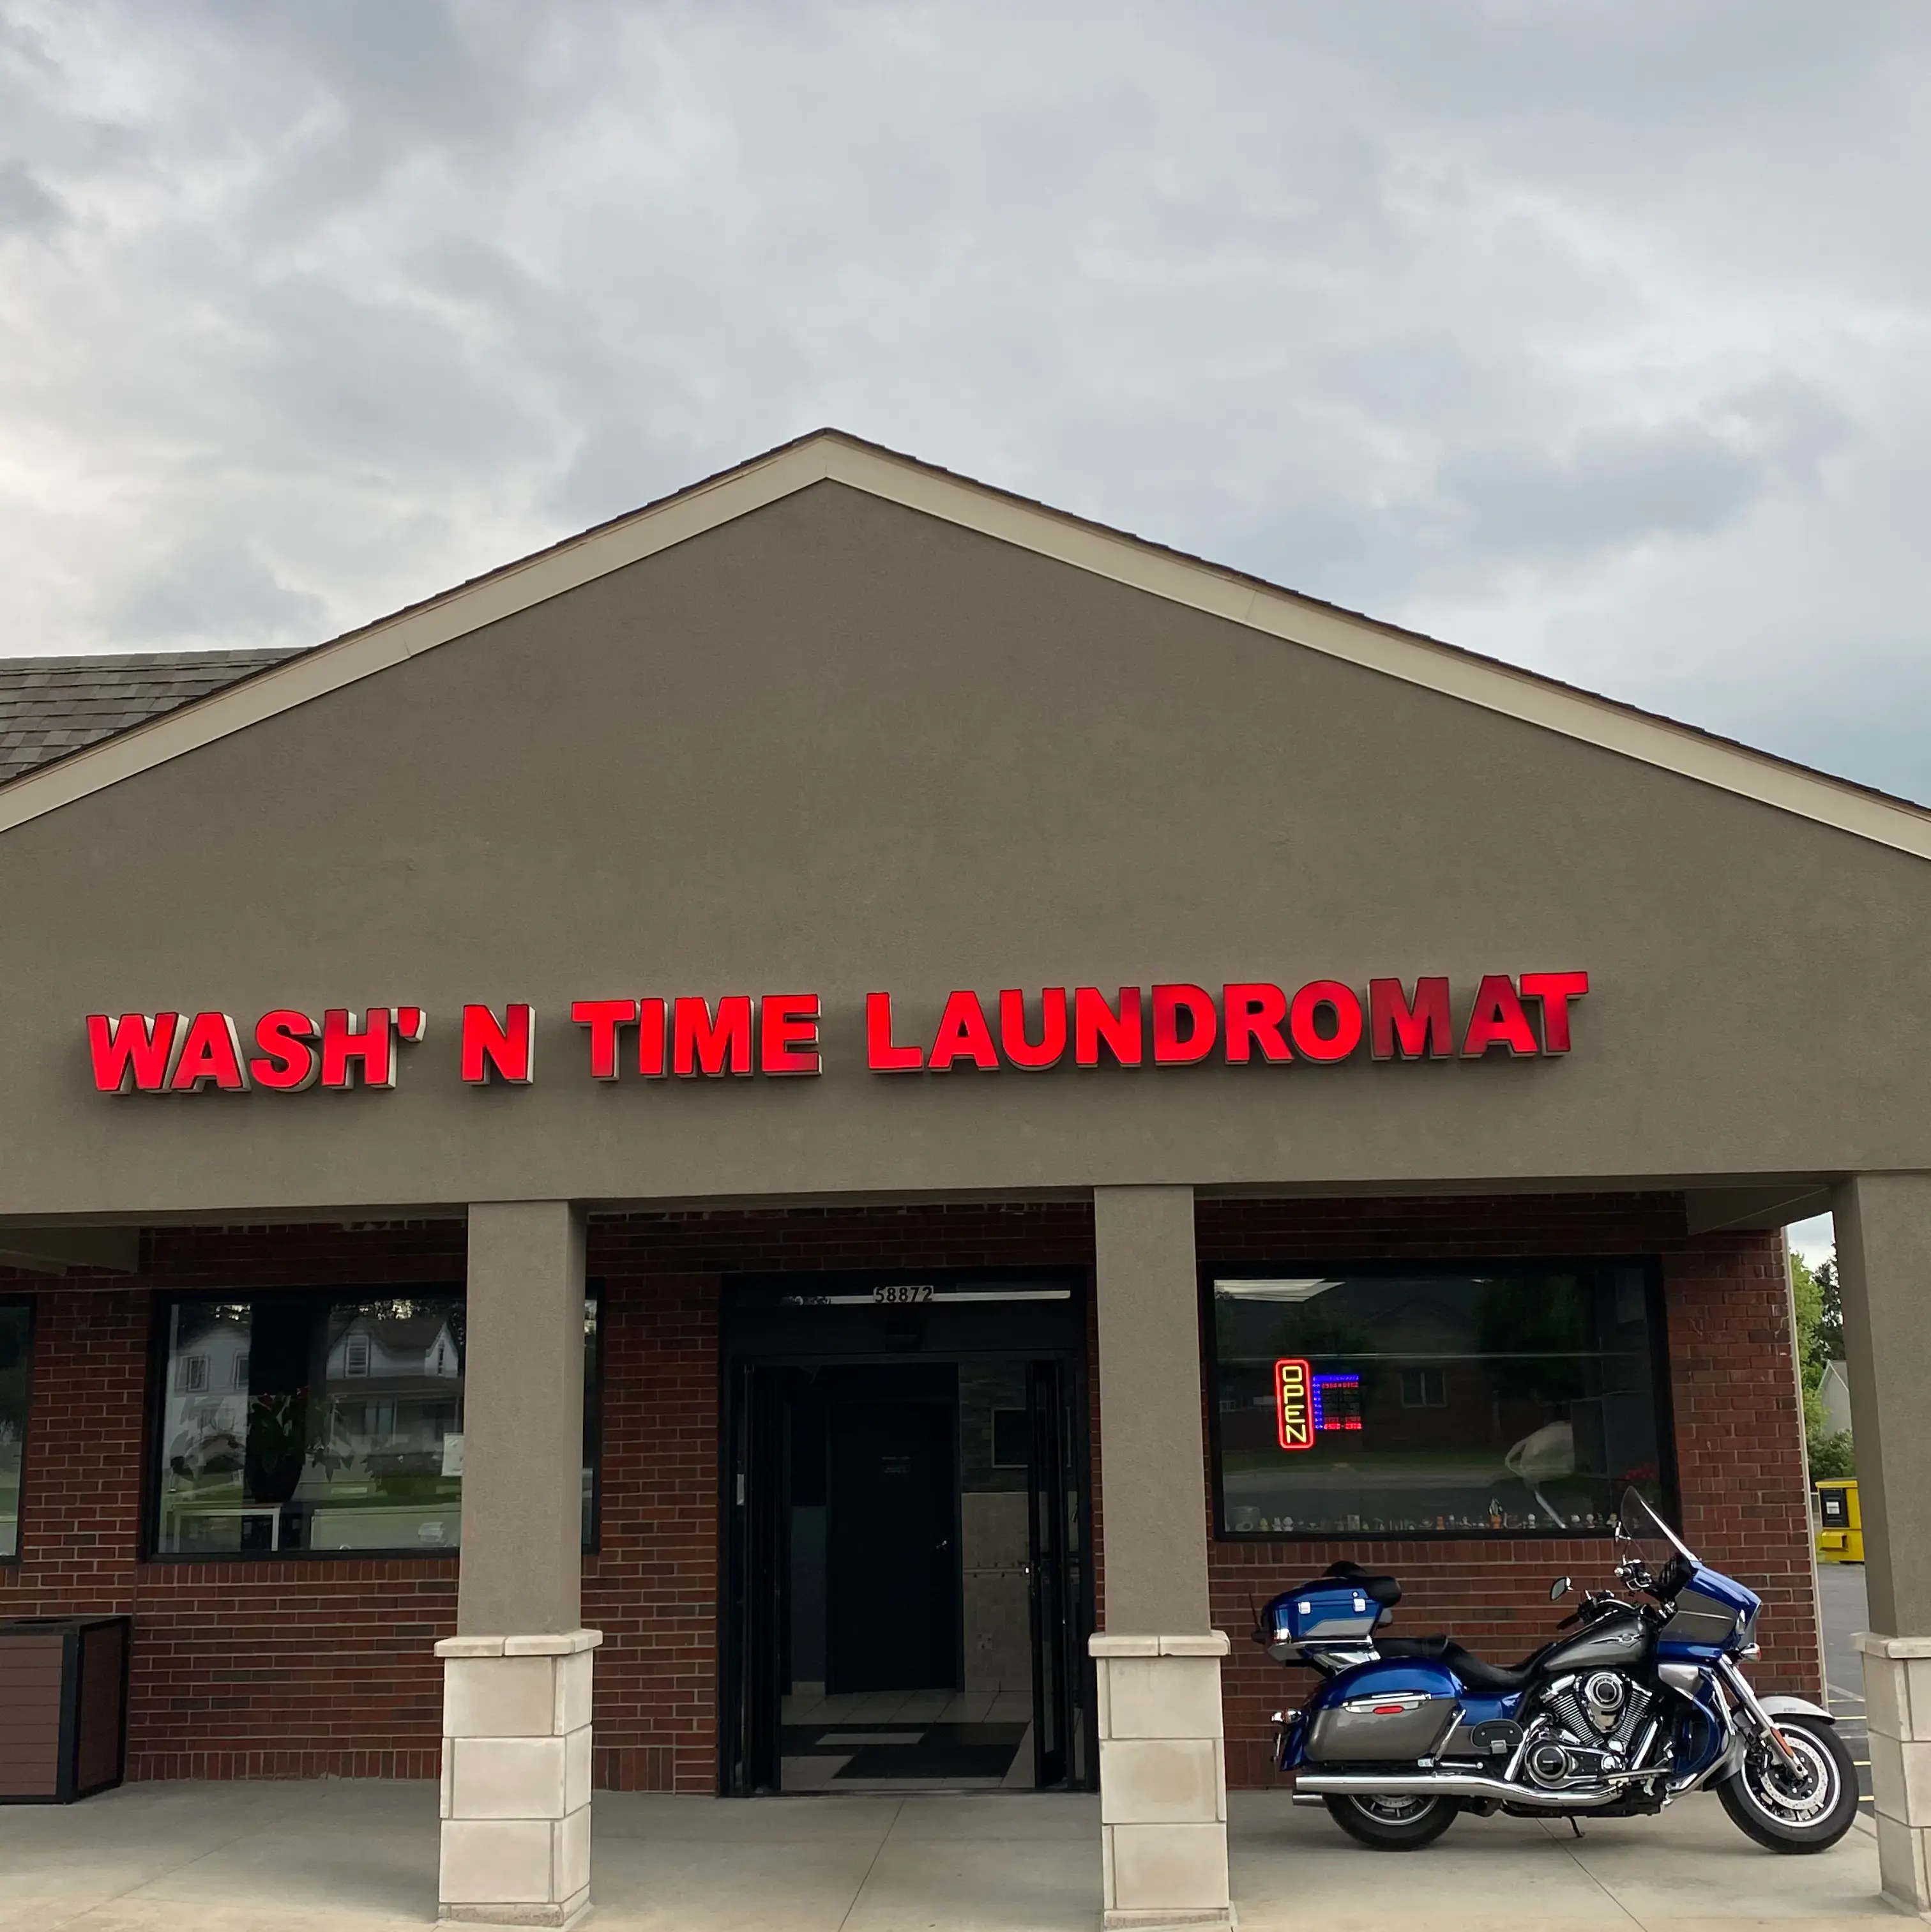 WASH' N TIME LAUNDROMAT
58872
OPEN